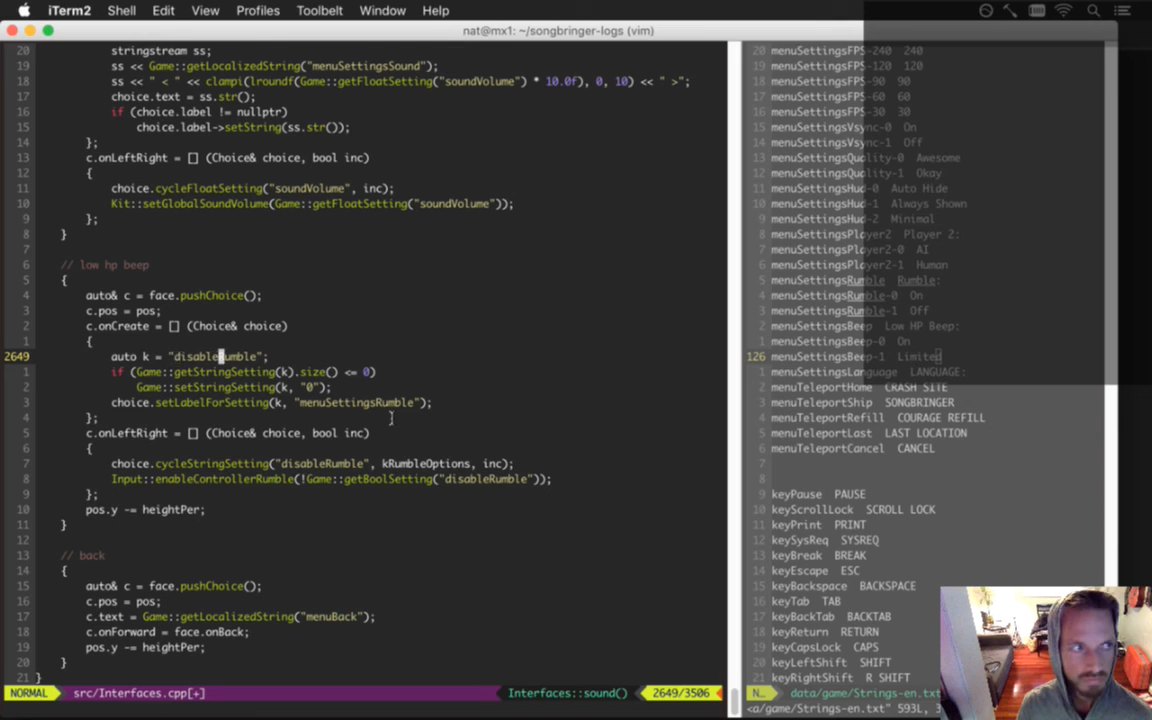 iTerm2 Shell Edit View Profiles Toolbelt Window Help
nat@mx1: ~/songbringer-logs (vim)
20 stringstream ss;
19 ss << Game::getLocalizedString("menuSettingsSound");
18 ss << " < " << clampi(lroundf(Game::getFloatSetting("soundVolume") * 10.0f), 0, 10) << " >";
17 choice.text = ss.str();
16 if (choice.label != nullptr)
15 choice.label->setString(ss.str());
14 };
13 c.onLeftRight = [] (Choice& choice, bool inc)
12 {
11 choice.cycleFloatSetting("soundVolume", inc);
10 Kit::setGlobalSoundVolume(Game::getFloatSetting("soundVolume"));
9 };
8 }
7
6 // low hp beep
5 {
4 auto& c = face.pushChoice();
3 c.pos = pos;
2 c.onCreate = [] (Choice& choice)
1 {
2649 auto k = "disableRumble";
1 if (Game::getStringSetting(k).size() <= 0)
2 Game::setStringSetting(k, "0");
3 choice.setLabelForSetting(k, "menuSettingsRumble");
4 };
5 c.onLeftRight = [] (Choice& choice, bool inc)
6 {
7 choice.cycleStringSetting("disableRumble", kRumbleOptions, inc);
8 Input::enableControllerRumble(!Game::getBoolSetting("disableRumble"));
9 };
10 pos.y -= heightPer;
11 }
12
13 // back
14 {
15 auto& c = face.pushChoice();
16 c.pos = pos;
17 c.text = Game::getLocalizedString("menuBack");
18 c.onForward = face.onBack;
19 pos.y -= heightPer;
20 }
21 }
NORMAL src/Interfaces.cpp[+] Interfaces::sound() 2649/3506
20 menuSettingsFPS-240 240
19 menuSettingsFPS-120 120
18 menuSettingsFPS-90 90
17 menuSettingsFPS-60 60
16 menuSettingsFPS-30 30
15 menuSettingsVsync-0 On
14 menuSettingsVsync-1 Off
13 menuSettingsQuality-0 Awesome
12 menuSettingsQuality-1 Okay
11 menuSettingsHud-0 Auto Hide
10 menuSettingsHud-1 Always Shown
9 menuSettingsHud-2 Minimal
8 menuSettingsPlayer2 Player 2:
7 menuSettingsPlayer2-0 AI
6 menuSettingsPlayer2-1 Human
5 menuSettingsRumble Rumble:
4 menuSettingsRumble-0 On
3 menuSettingsRumble-1 Off
2 menuSettingsBeep Low HP Beep:
1 menuSettingsBeep-0 On
126 menuSettingsBeep-1 Limited
1 menuSettingsLanguage LANGUAGE:
2 menuTeleportHome CRASH SITE
3 menuTeleportShip SONGBRINGER
4 menuTeleportRefill COURAGE REFILL
5 menuTeleportLast LAST LOCATION
6 menuTeleportCancel CANCEL
7
8
9 keyPause PAUSE
10 keyScrollLock SCROLL LOCK
11 keyPrint PRINT
12 keySysReq SYSREQ
13 keyBreak BREAK
14 keyEscape ESC
15 keyBackspace BACKSPACE
16 keyTab TAB
17 keyBackTab BACKTAB
18 keyReturn RETURN
19 keyCapsLock CAPS
20 keyLeftShift SHIFT
21 keyRightShift R SHIFT
N… data/game/Strings-en.txt
<a/game/Strings-en.txt" 593L, 3